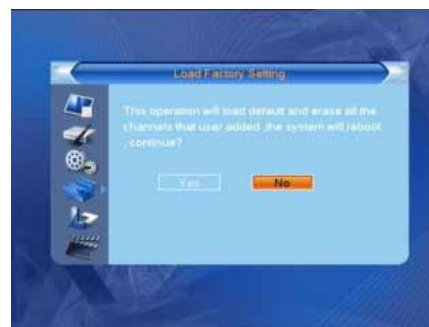 Load Factory Setting
This operation will load default and erase all the
channels that user added ,the system will reboot
, continue?
Yes
No